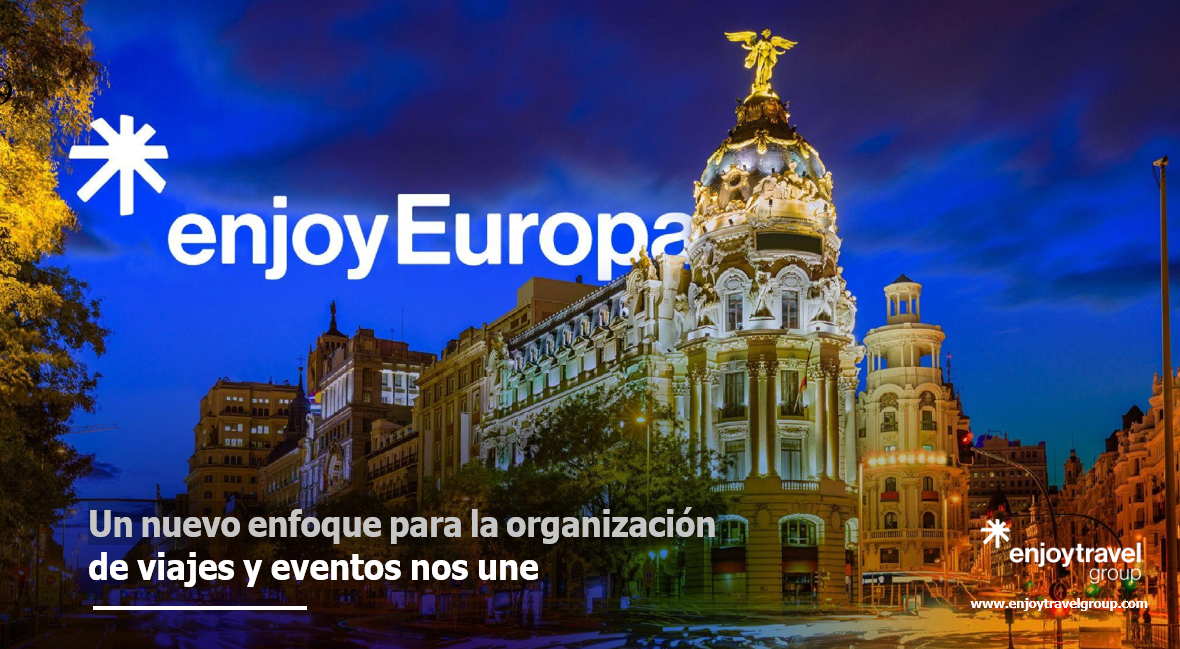 enjoyEuropa
Un nuevo enfoque para la organización
de viajes y eventos nos une
enjoytravel
group
www.enjoytravelgroup.com